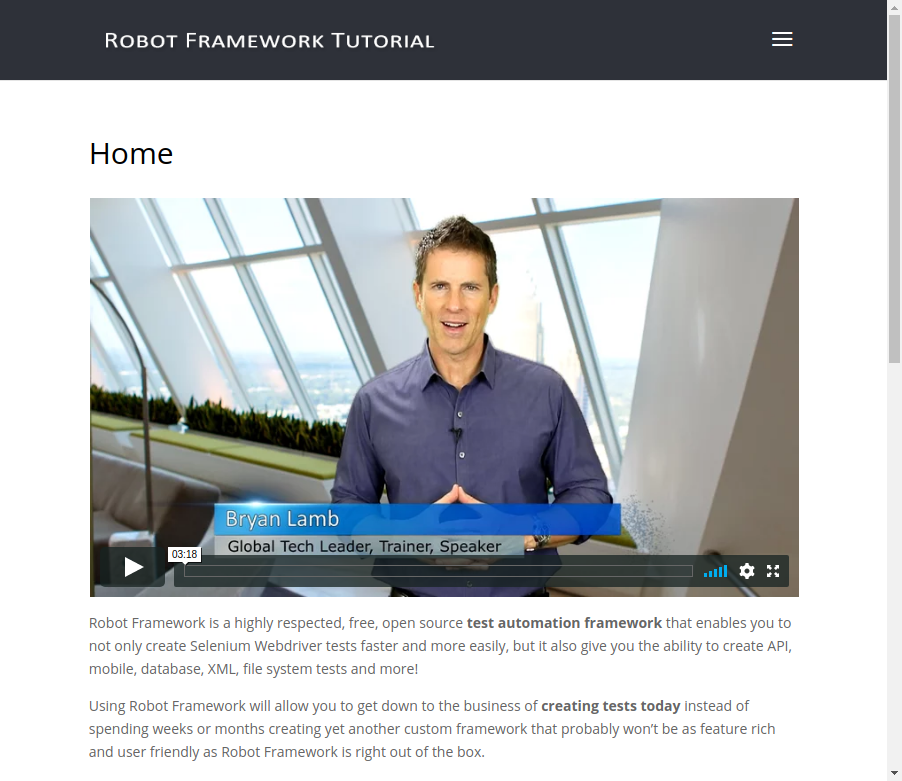 Robot Framework Tutorial
Home
Bryan Lamb
Global Tech Leader, Trainer, Speaker
03:18
Robot Framework is a highly respected, free, open source test automation framework that enables you to
not only create Selenium Webdriver tests faster and more easily, but it also give you the ability to create API,
mobile, database, XML, file system tests and more!
Using Robot Framework will allow you to get down to the business of creating tests today instead of
spending weeks or months creating yet another custom framework that probably won’t be as feature rich
and user friendly as Robot Framework is right out of the box.